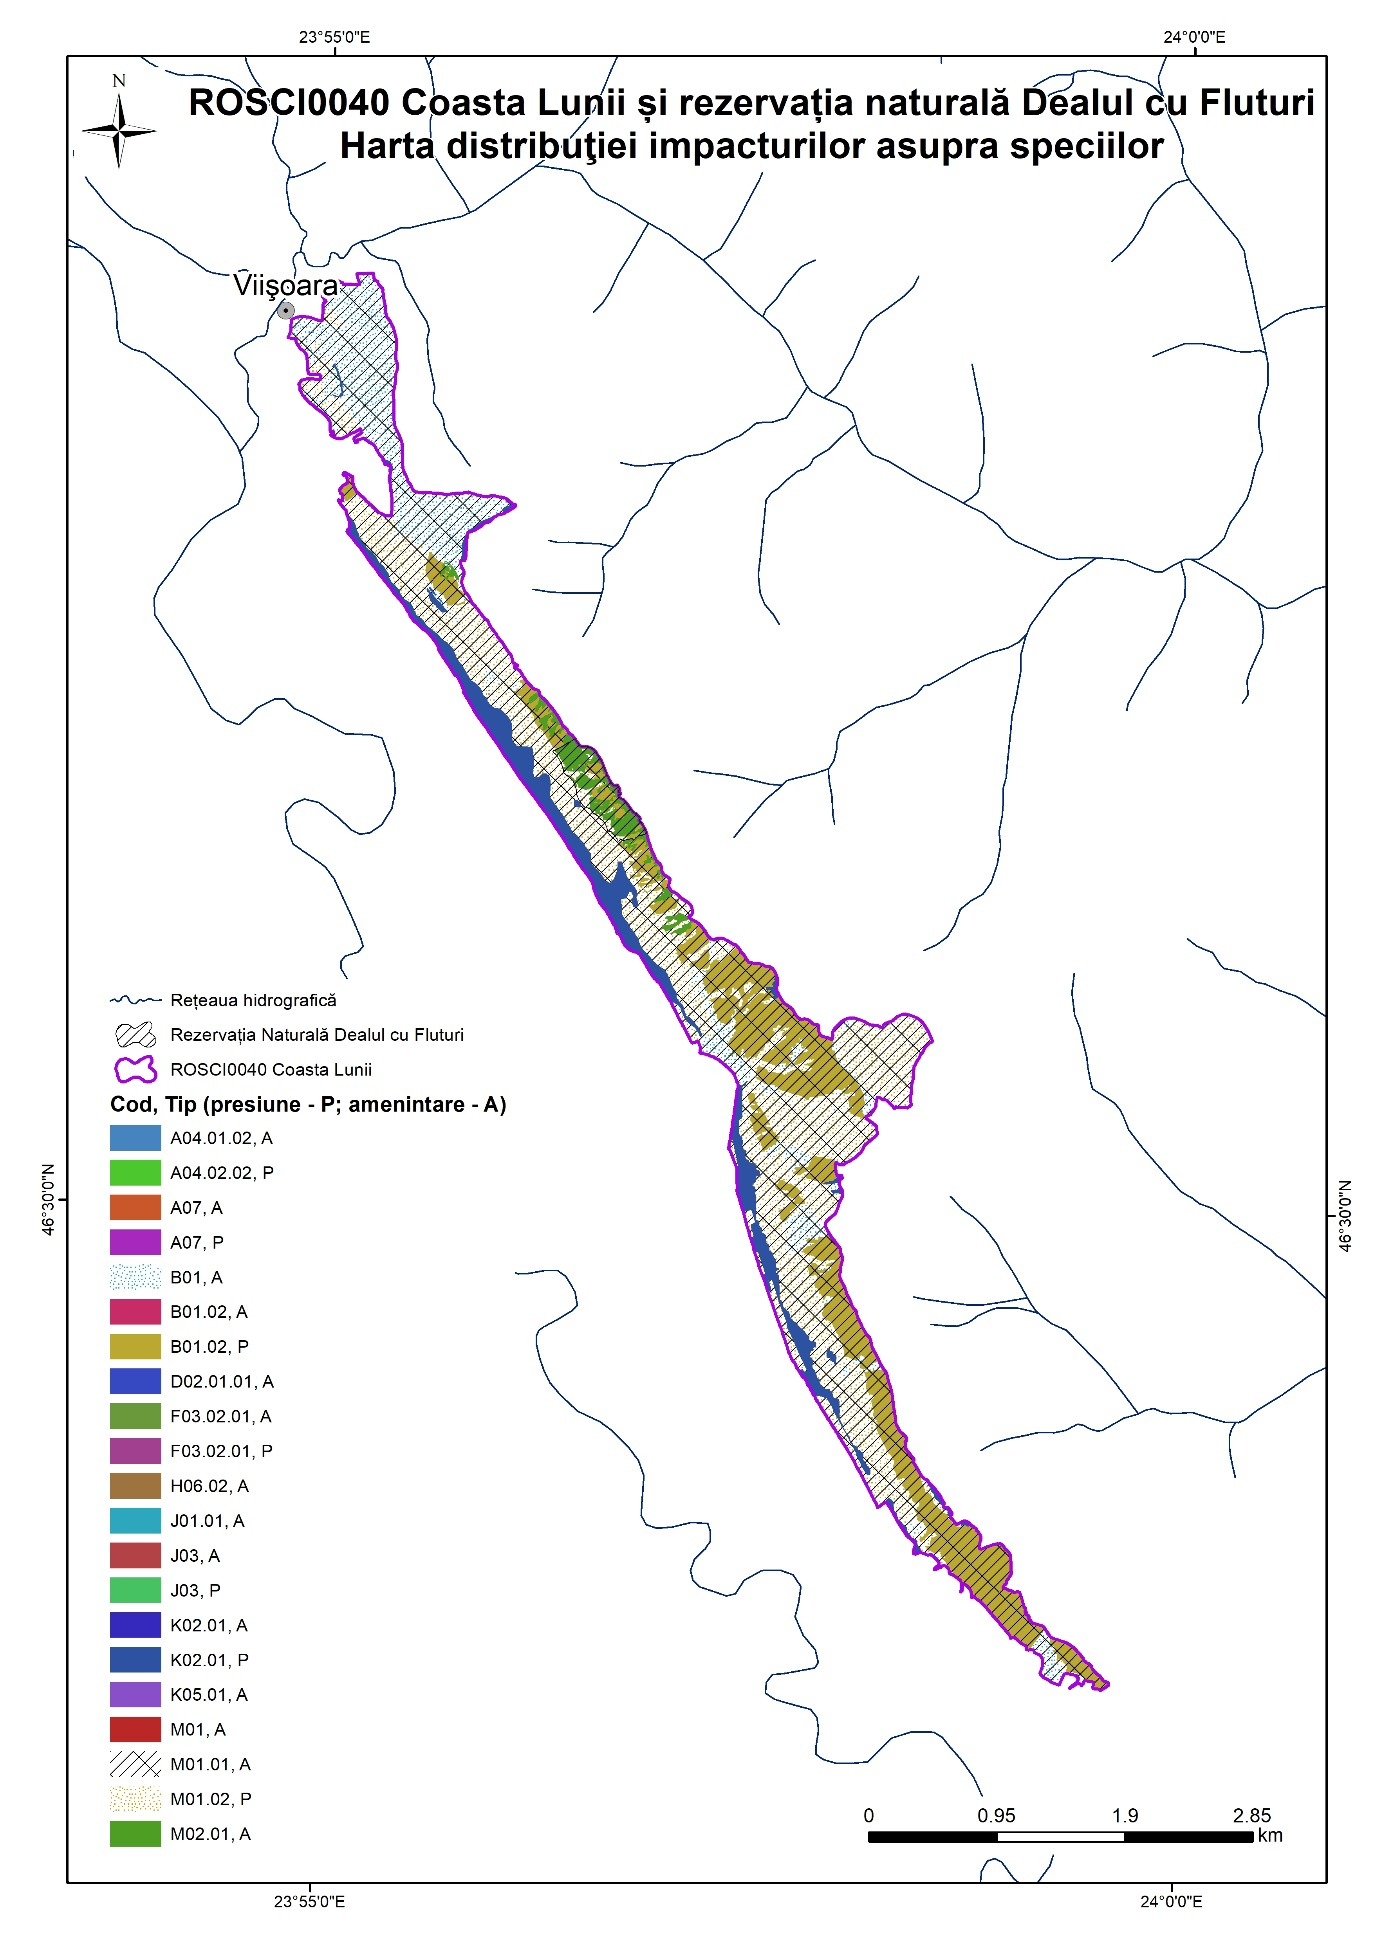 23°55'0"E
24°0'0"E
N
ROSCI0040 Coasta Lunii și rezervația naturală Dealul cu Fluturi
Harta distribuţiei impacturilor asupra speciilor
Viişoara
Rețeaua hidrografică
Rezervația Naturală Dealul cu Fluturi
ROSCI0040 Coasta Lunii
Cod, Tip (presiune - P; amenintare - A)
A04.01.02, A
A04.02.02, P
A07, A
A07, P
B01, A
B01.02, A
B01.02, P
D02.01.01, A
F03.02.01, A
F03.02.01, P
H06.02, A
J01.01, A
J03, A
J03, P
K02.01, A
K02.01, P
K05.01, A
M01, A
M01.01, A
M01.02, P
M02.01, A
46°30'0"N
46°30'0"N
0 0.95 1.9 2.85
km
23°55'0"E
24°0'0"E